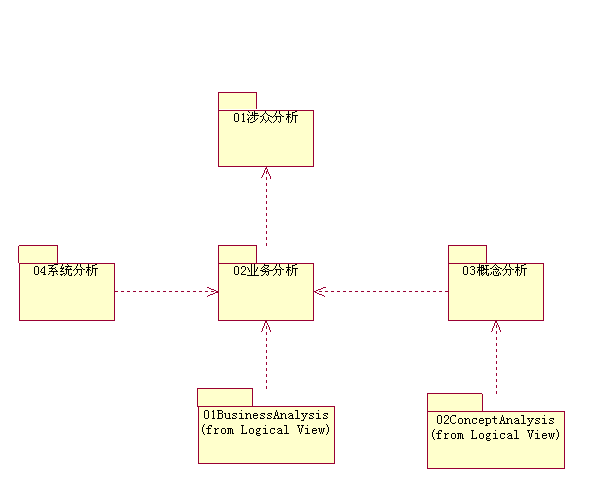 01涉众分析
04系统分析
02业务分析
03概念分析
01BusinessAnalysis
(from Logical View)
02ConceptAnalysis
(from Logical View)